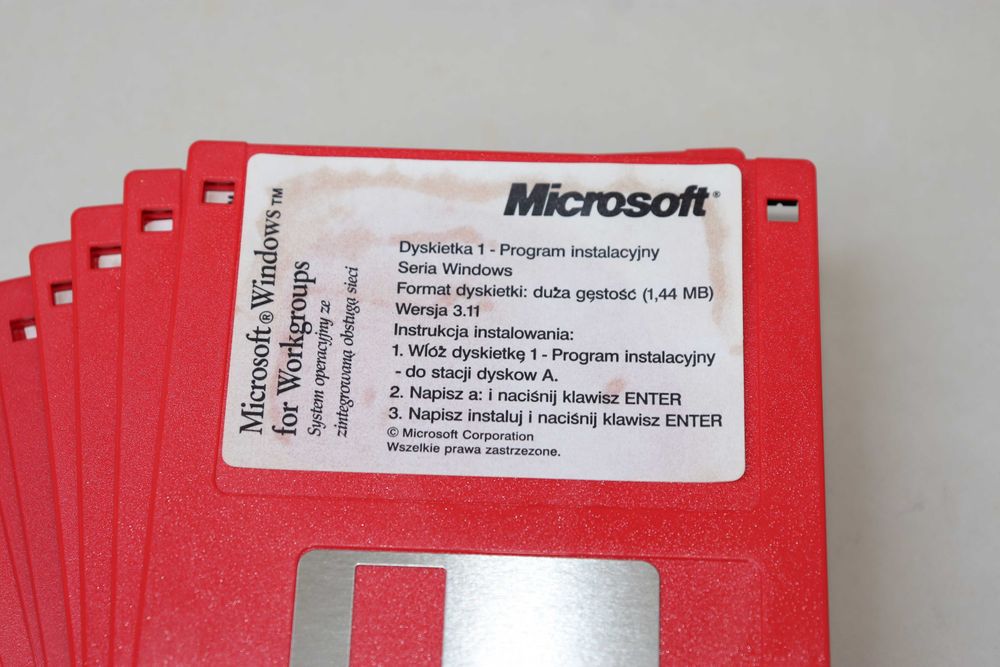 Microsoft®
Dyskietka 1 - Program instalacyjny
Seria Windows
Format dyskietki: duża gęstość (1,44 MB)
Wersja 3.11
Instrukcja instalowania:
1. Włóż dyskietkę 1 - Program instalacyjny
- do stacji dyskow A.
2. Napisz a: i naciśnij klawisz ENTER
3. Napisz instaluj i naciśnij klawisz ENTER
© Microsoft Corporation
Wszelkie prawa zastrzezone.
Microsoft® Windows™
for Workgroups
System operacyjny ze
zintegrowaną obsługą sieci